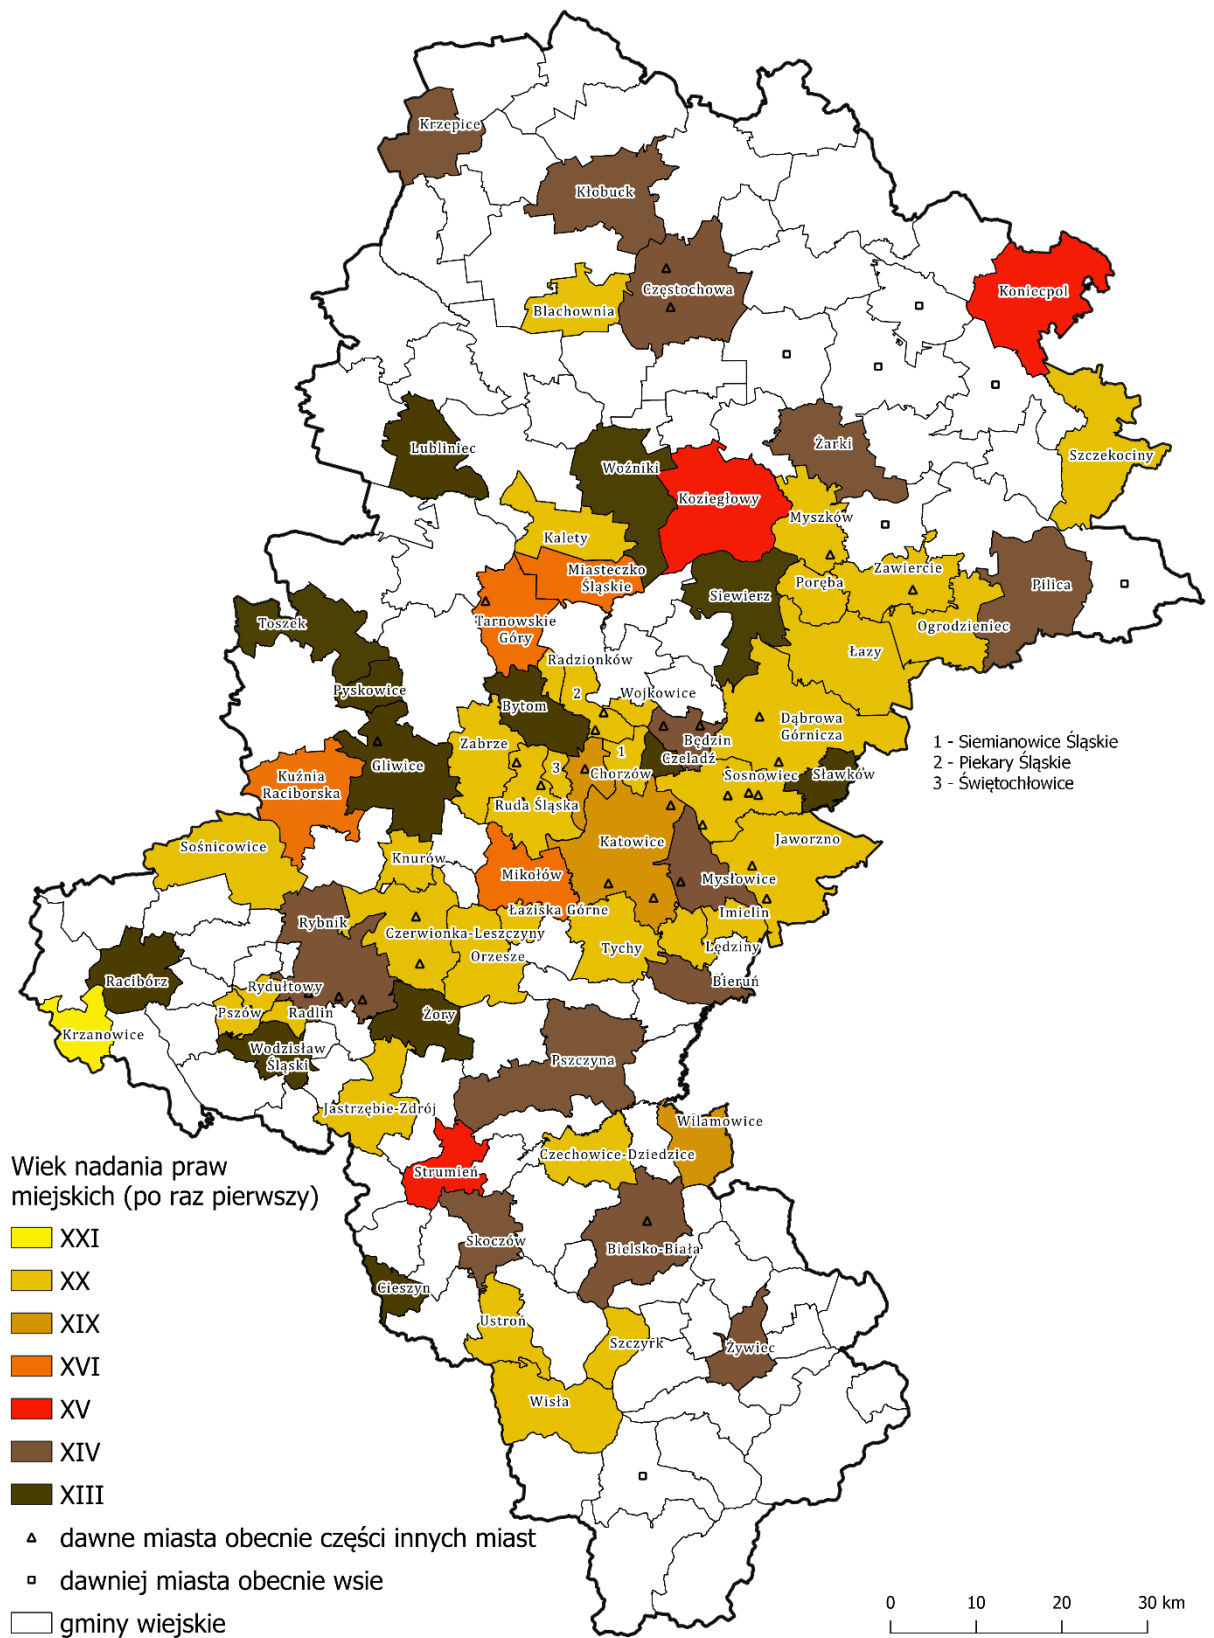 Krzepice
Kłobuck
Częstochowa
Koniecpol
Blachownia
Żarki
Lubliniec
Szczekociny
Woźniki
Koziegłowy
Myszków
Kalety
Zawiercie
Miasteczko
Śląskie
Poręba
Pilica
Siewierz
Toszek
Tarnowskie
Góry
Ogrodzieniec
Łazy
Radzionków
Pyskowice
2
Wojkowice
Bytom
Dąbrowa
Górnicza
Zabrze
Będzin
1
Czeladź
Gliwice
3
Chorzów
Sosnowiec
Sławków
Kuźnia
Raciborska
Ruda Śląska
1 - Siemianowice Śląskie
2 - Piekary Śląskie
3 - Świętochłowice
Sośnicowice
Katowice
Jaworzno
Knurów
Mikołów
Mysłowice
Łaziska Górne
Imielin
Rybnik
Czerwionka-Leszczyny
Tychy
Lędziny
Orzesze
Racibórz
Bieruń
Rydułtowy
Pszów
Radlin
Żory
Krzanowice
Wodzisław
Śląski
Pszczyna
Jastrzębie-Zdrój
Wilamowice
Czechowice-Dziedzice
Strumień
Skoczów
Bielsko-Biała
Cieszyn
Ustroń
Szczyrk
Żywiec
Wisła
Wiek nadania praw
miejskich (po raz pierwszy)
XXI
XX
XIX
XVI
XV
XIV
XIII
dawne miasta obecnie części innych miast
dawniej miasta obecnie wsie
gminy wiejskie
0 10 20 30 km